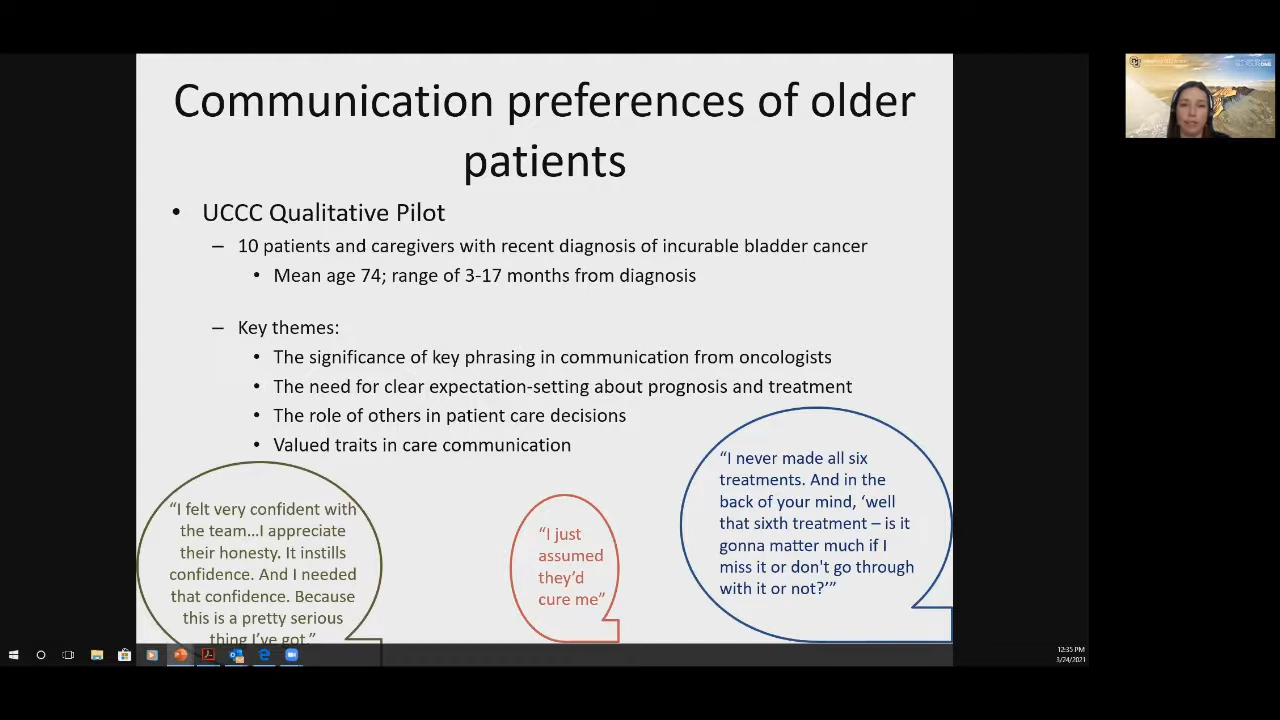 Communication preferences of older
patients
• UCCC Qualitative Pilot
– 10 patients and caregivers with recent diagnosis of incurable bladder cancer
• Mean age 74; range of 3-17 months from diagnosis
– Key themes:
• The significance of key phrasing in communication from oncologists
• The need for clear expectation-setting about prognosis and treatment
• The role of others in patient care decisions
• Valued traits in care communication
“I felt very confident with
the team...I appreciate
their honesty. It instills
confidence. And I needed
that confidence. Because
this is a pretty serious
thing I’ve got.”
“I just
assumed
they’d
cure me”
“I never made all six
treatments. And in the
back of your mind, ‘well
that sixth treatment – is it
gonna matter much if I
miss it or don't go through
with it or not?’”
12:35 PM
3/24/2021